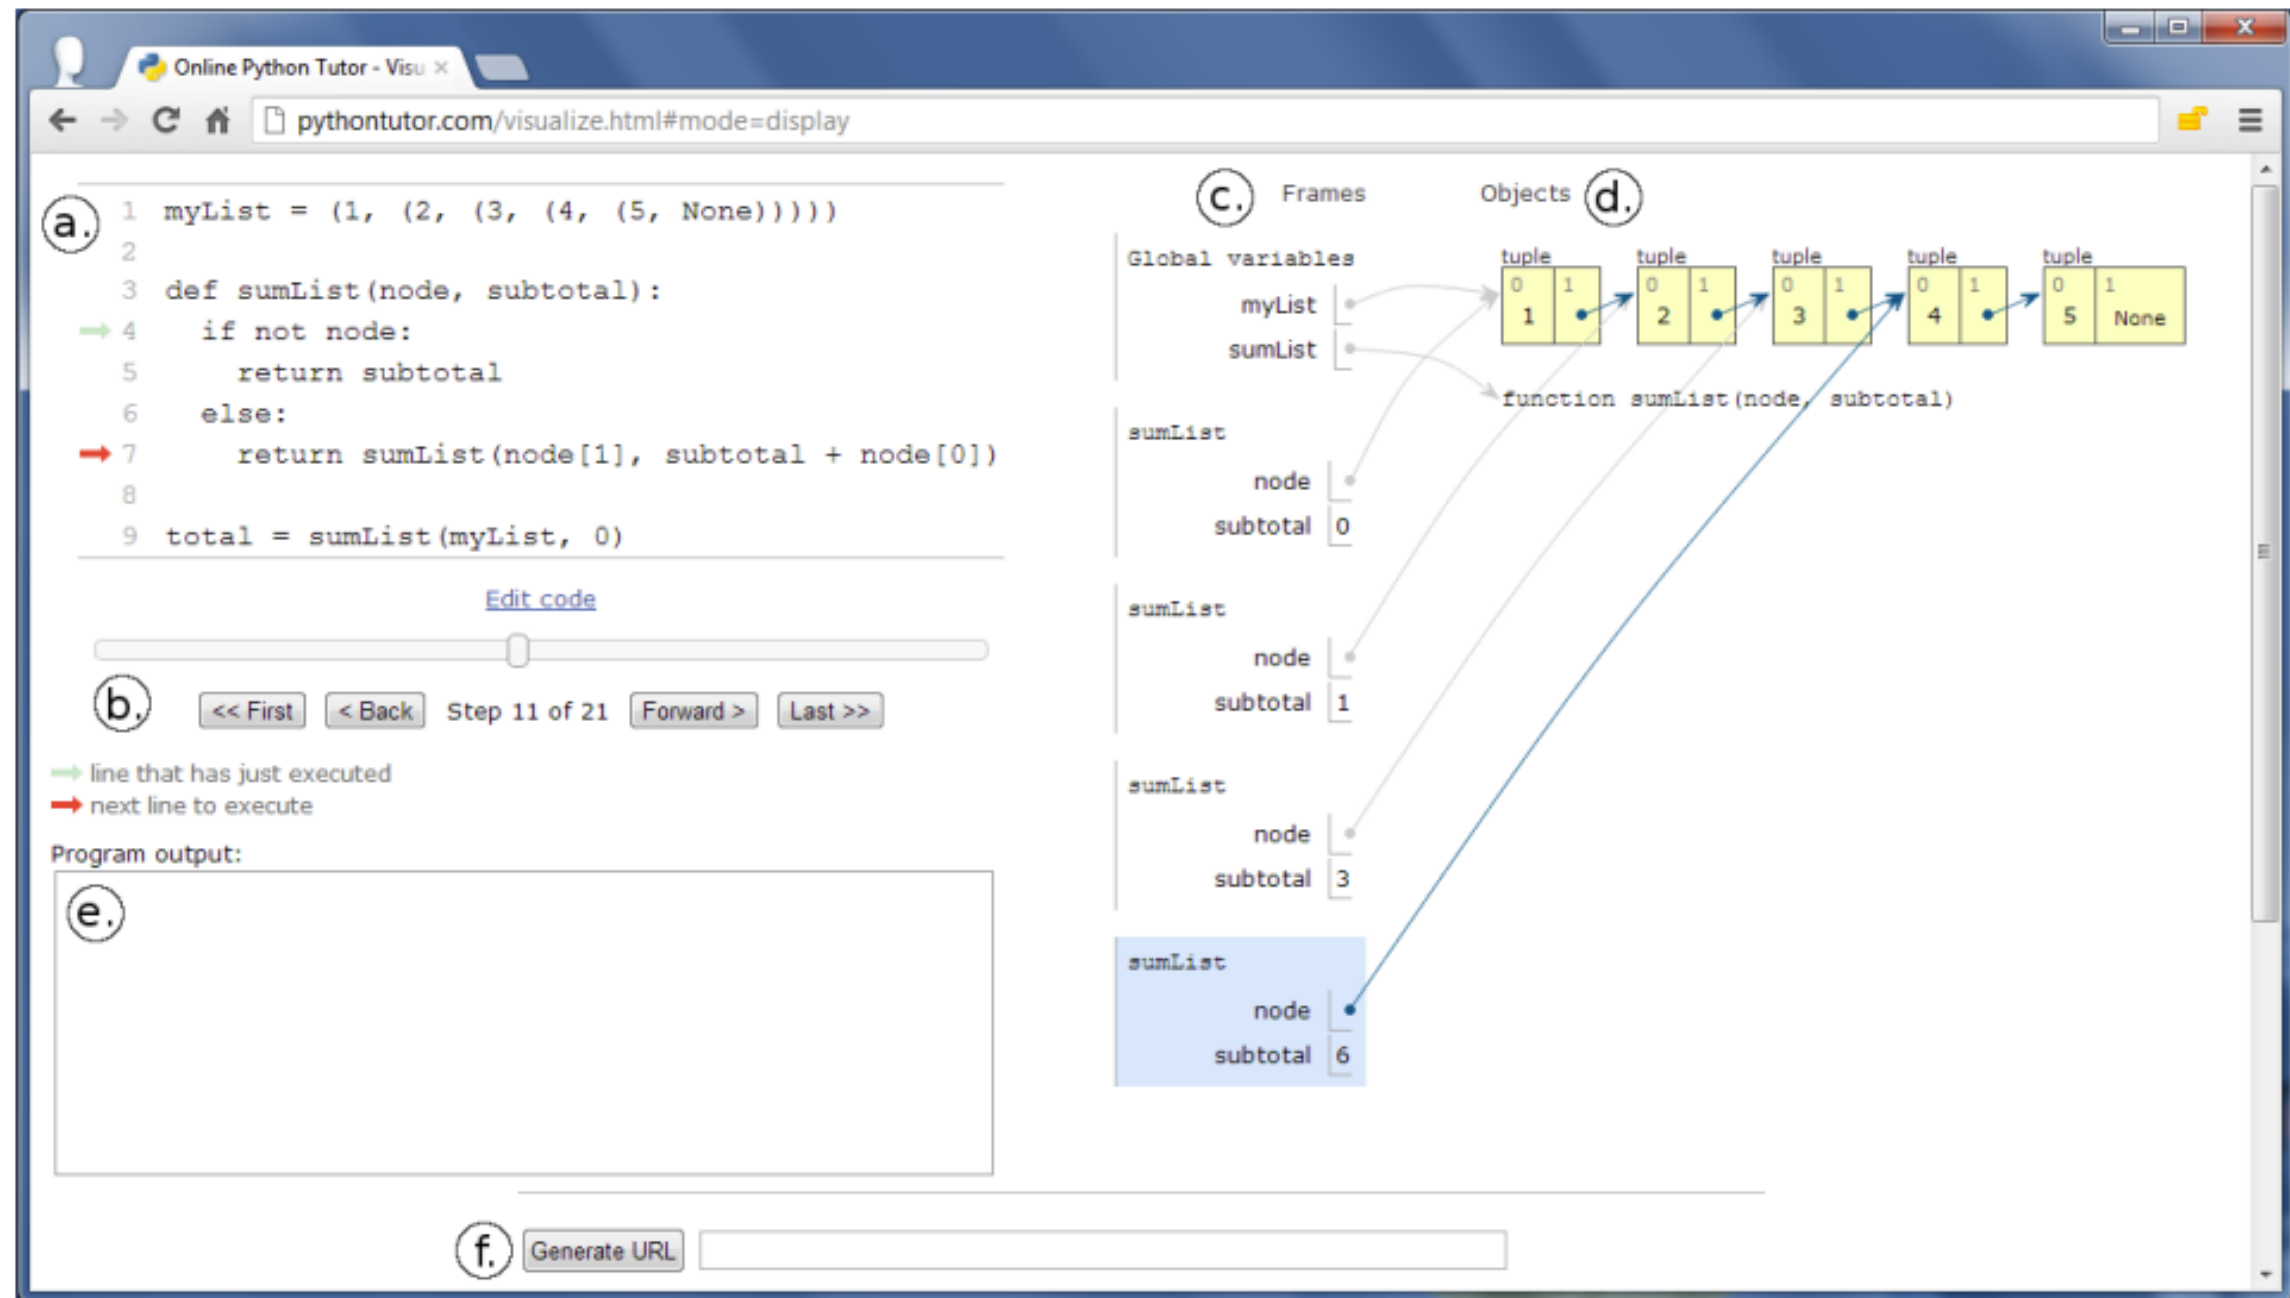 Online Python Tutor - Visu
pythontutor.com/visualize.html#mode=display
a.
1 myList = (1, (2, (3, (4, (5, None)))))
2
3 def sumList(node, subtotal):
4 if not node:
5 return subtotal
6 else:
7 return sumList(node[1], subtotal + node[0])
8
9 total = sumList(myList, 0)
Edit code
b.
<< First < Back Step 11 of 21 Forward > Last >>
line that has just executed
next line to execute
Program output:
e.
c. Frames
Global variables
myList
sumList
sumList
node
subtotal 0
sumList
node
subtotal 1
sumList
node
subtotal 3
sumList
node
subtotal 6
Objects d.
tuple tuple tuple tuple tuple
0 1 0 1 0 1 0 1 0 1
1 2 3 4 5 None
function sumList(node, subtotal)
f. Generate URL